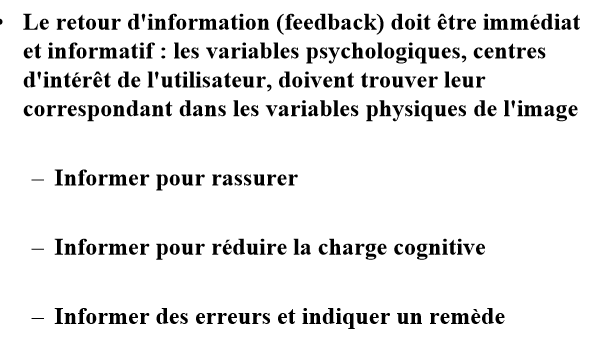 • Le retour d'information (feedback) doit être immédiat
et informatif : les variables psychologiques, centres
d'intérêt de l'utilisateur, doivent trouver leur
correspondant dans les variables physiques de l'image
– Informer pour rassurer
– Informer pour réduire la charge cognitive
– Informer des erreurs et indiquer un remède